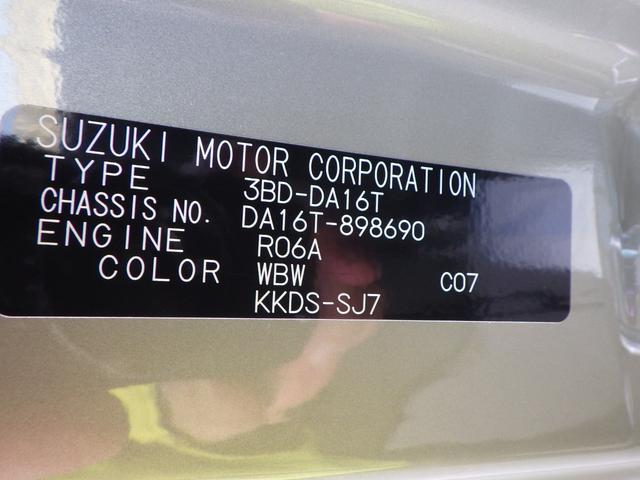 SUZUKI MOTOR CORPORATION
TYPE 3BD-DA16T
CHASSIS NO. DA16T-898690
ENGINE R06A
COLOR WBW C07
KKDS-SJ7